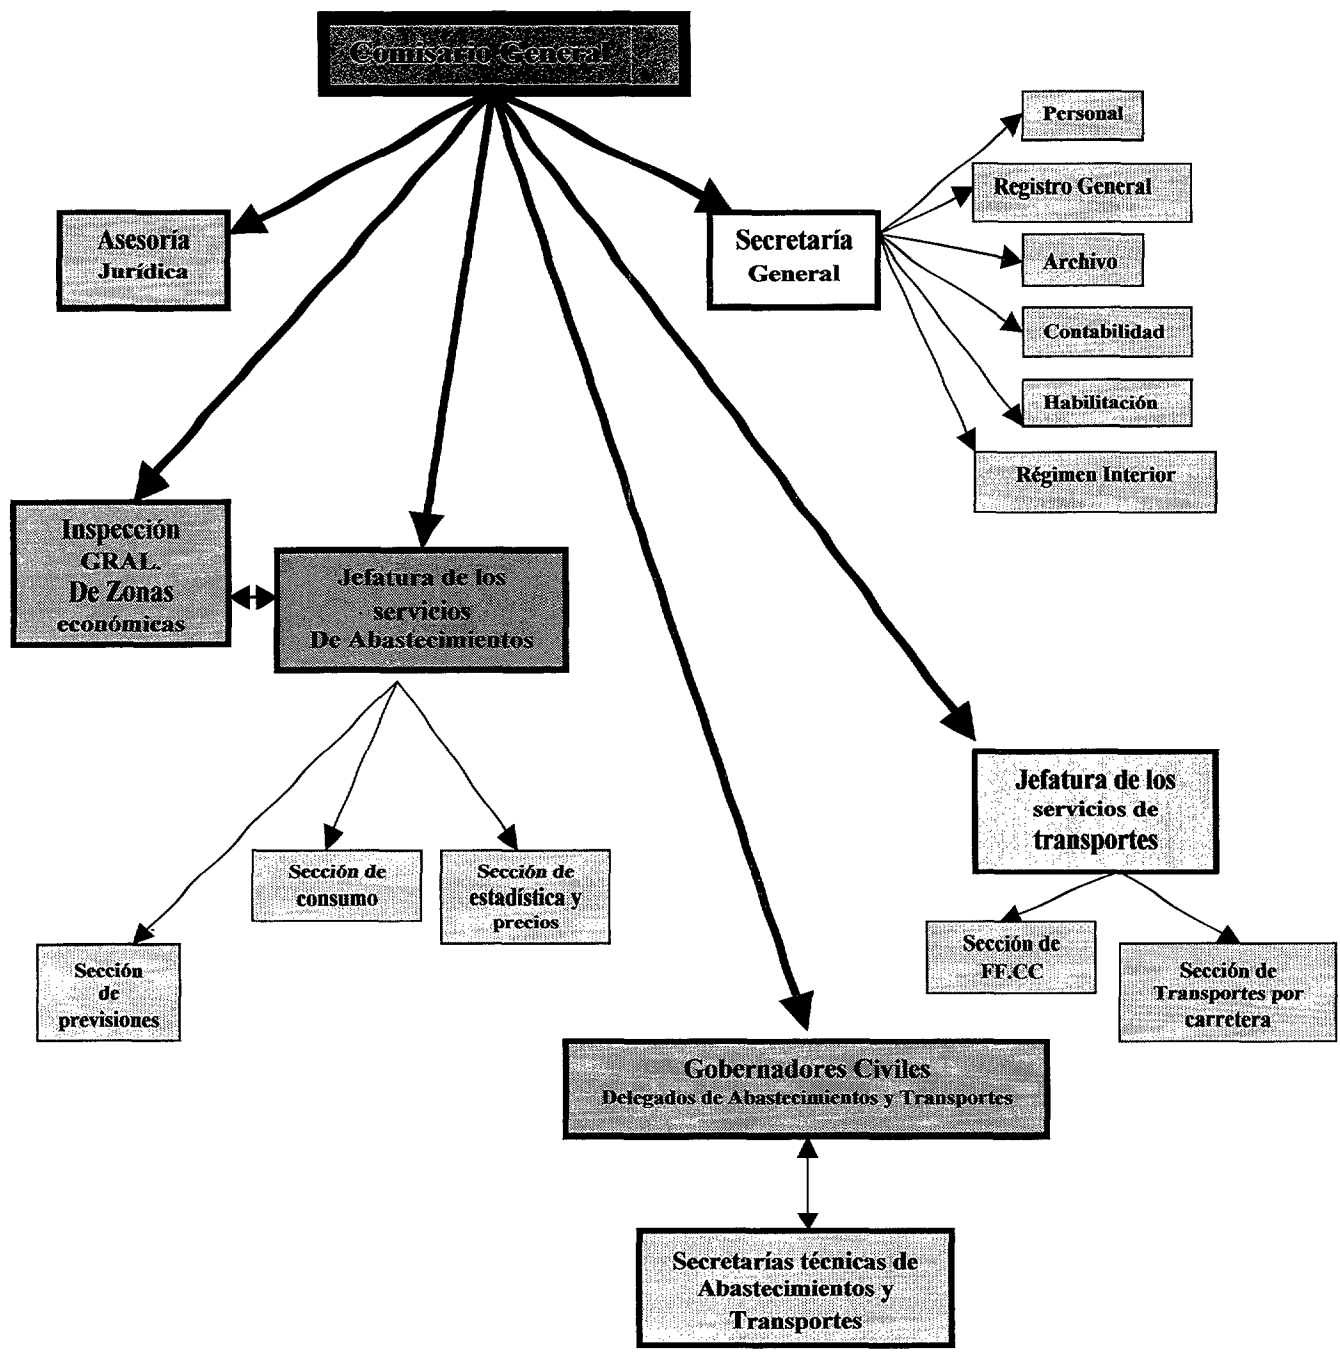 Comisario General
Personal
Registro General
Asesoría
Jurídica
Secretaría
General
Archivo
Contabilidad
Habilitación
Régimen Interior
Inspección
GRAL.
De Zonas
económicas
Jefatura de los
servicios
De Abastecimientos
Jefatura de los
servicios de
transportes
Sección de
consumo
Sección de
estadística y
precios
Sección
de
previsiones
Sección de
FF.CC
Sección de
Transportes por
carretera
Gobernadores Civiles
Delegados de Abastecimientos y Transportes
Secretarías técnicas de
Abastecimientos y
Transportes